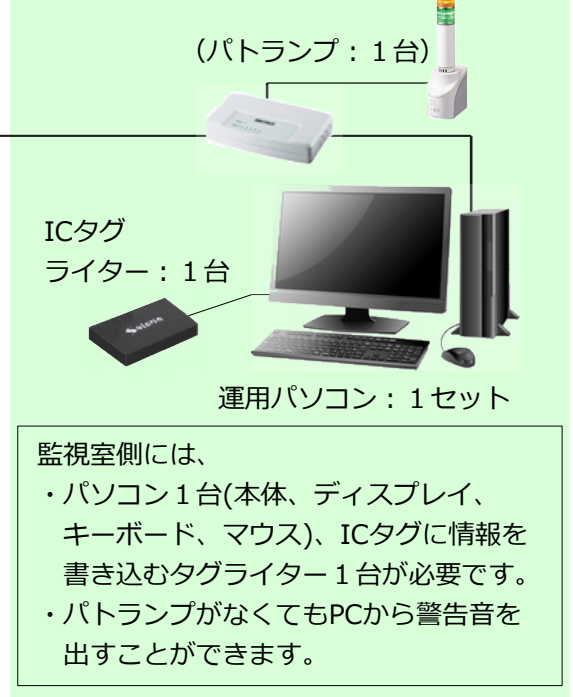 （パトランプ：１台）
ICタグ
ライター：１台
運用パソコン：１セット
監視室側には、
・パソコン１台(本体、ディスプレイ、
キーボード、マウス)、ICタグに情報を
書き込むタグライター１台が必要です。
・パトランプがなくてもPCから警告音を
出すことができます。